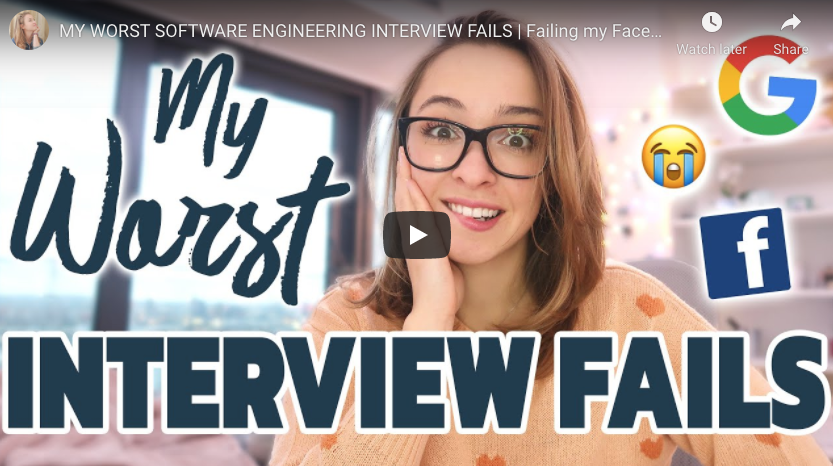 MY WORST SOFTWARE ENGINEERING INTERVIEW FAILS | Failing my Face...
Watch later
Share
My
Worst
G
f
INTERVIEW FAILS